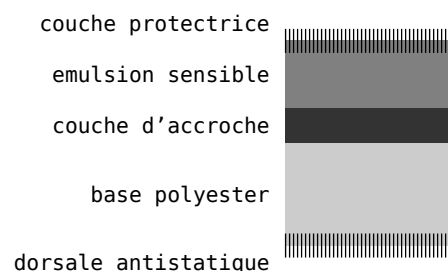 couche protectrice
emulsion sensible
couche d'accroche
base polyester
dorsale antistatique